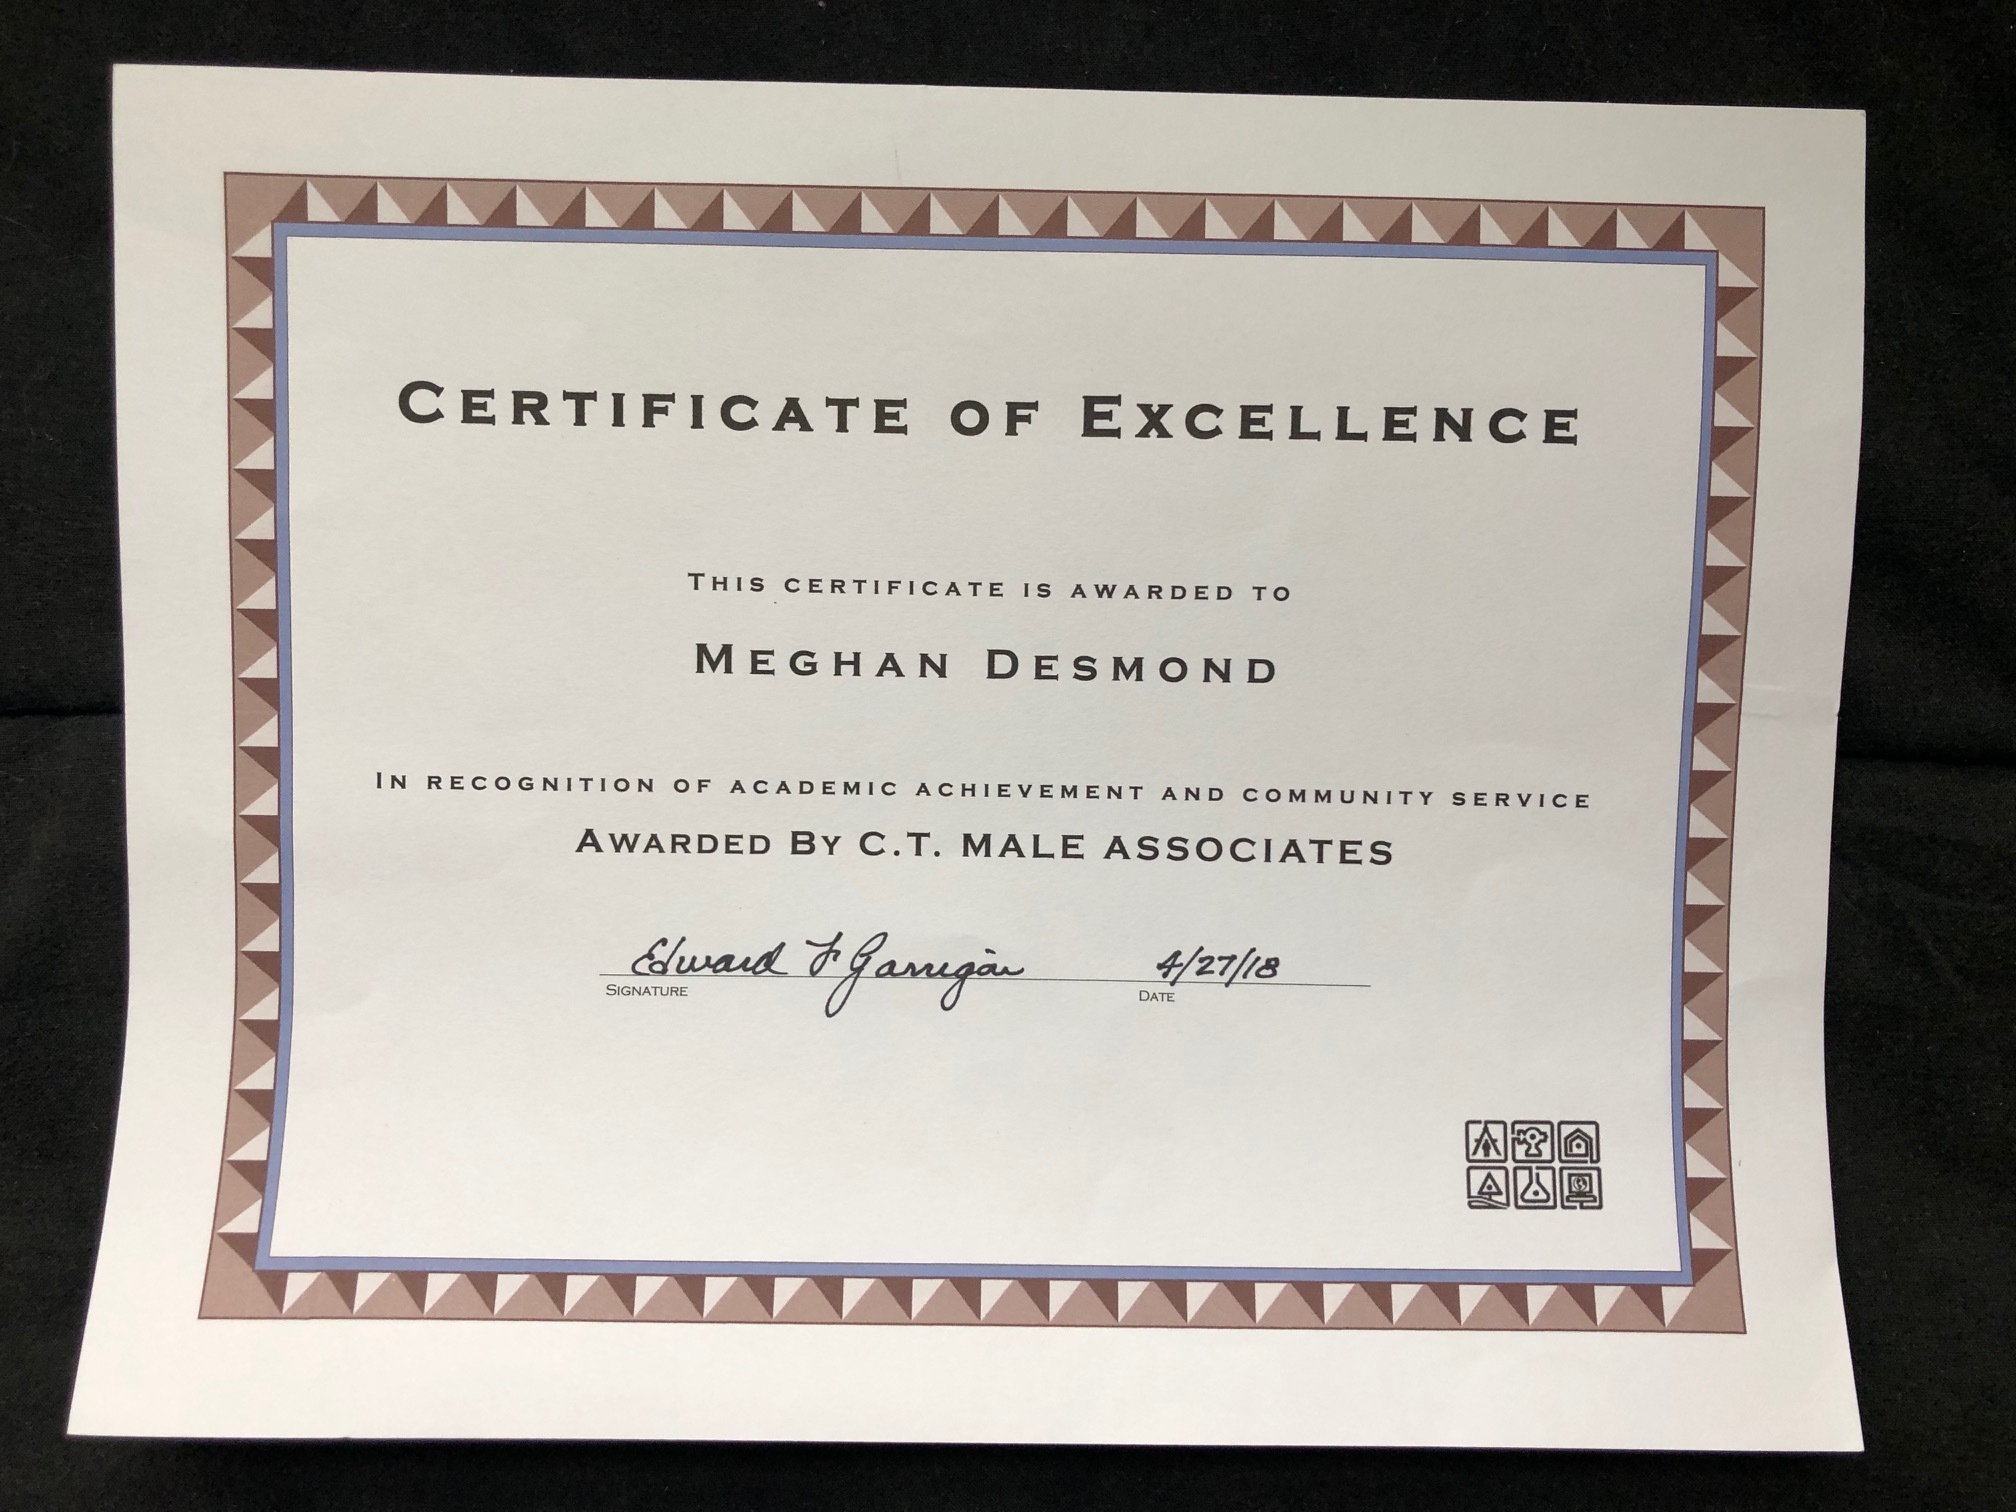 CERTIFICATE OF EXCELLENCE
THIS CERTIFICATE IS AWARDED TO
MEGHAN DESMOND
IN RECOGNITION OF ACADEMIC ACHIEVEMENT AND COMMUNITY SERVICE
AWARDED BY C.T. MALE ASSOCIATES
Edward F Garrigan 4/27/18
SIGNATURE DATE